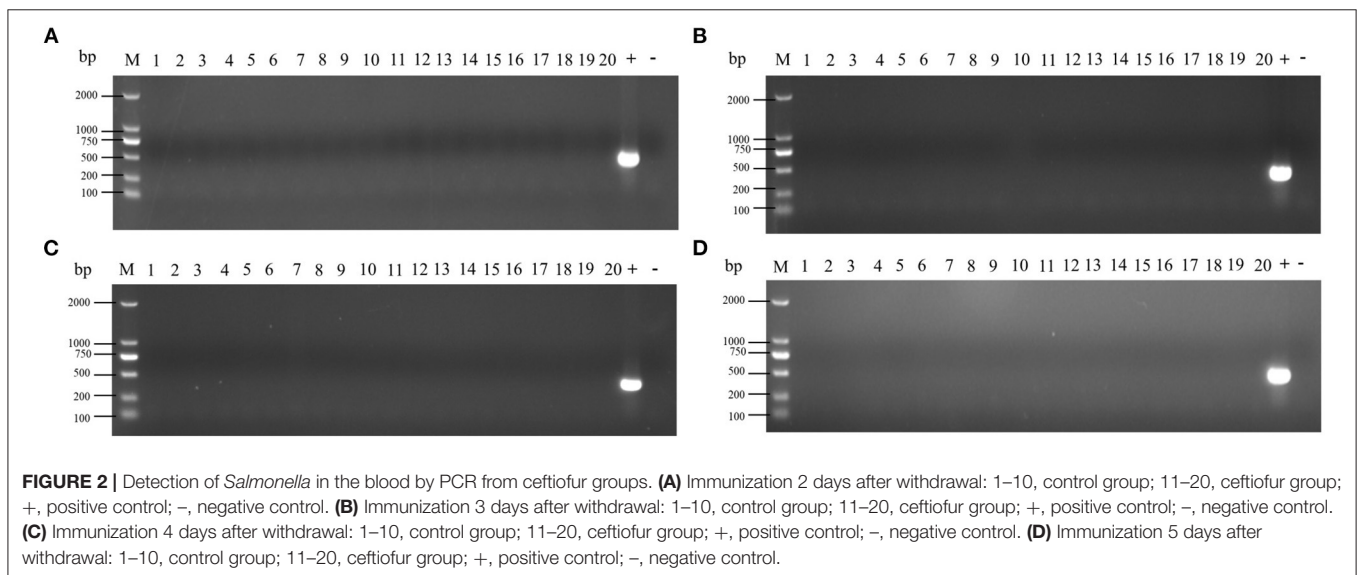 A
bp M 1 2 3 4 5 6 7 8 9 10 11 12 13 14 15 16 17 18 19 20 + -
2000
1000
750
500
200
100
B
bp M 1 2 3 4 5 6 7 8 9 10 11 12 13 14 15 16 17 18 19 20 + -
2000
1000
750
500
200
100
C
bp M 1 2 3 4 5 6 7 8 9 10 11 12 13 14 15 16 17 18 19 20 + -
2000
1000
750
500
200
100
D
bp M 1 2 3 4 5 6 7 8 9 10 11 12 13 14 15 16 17 18 19 20 + -
2000
1000
750
500
200
100
FIGURE 2 | Detection of Salmonella in the blood by PCR from ceftiofur groups. (A) Immunization 2 days after withdrawal: 1–10, control group; 11–20, ceftiofur group;
+, positive control; –, negative control. (B) Immunization 3 days after withdrawal: 1–10, control group; 11–20, ceftiofur group; +, positive control; –, negative control.
(C) Immunization 4 days after withdrawal: 1–10, control group; 11–20, ceftiofur group; +, positive control; –, negative control. (D) Immunization 5 days after
withdrawal: 1–10, control group; 11–20, ceftiofur group; +, positive control; –, negative control.